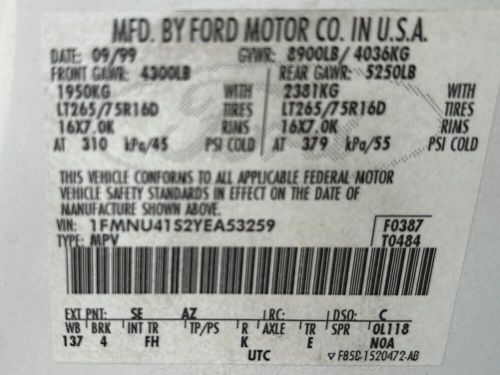 MFD. BY FORD MOTOR CO. IN U.S.A.
DATE: 09/99 GVWR: 8900LB/ 4036KG
FRONT GAWR: 4300LB REAR GAWR: 5250LB
1950KG WITH 2381KG WITH
LT265/75R16D TIRES LT265/75R16D TIRES
16X7.0K RIMS 16X7.0K RIMS
AT 310 kPa/45 PSI COLD AT 379 kPa/55 PSI COLD
THIS VEHICLE CONFORMS TO ALL APPLICABLE FEDERAL MOTOR
VEHICLE SAFETY STANDARDS IN EFFECT ON THE DATE OF
MANUFACTURE SHOWN ABOVE.
VIN: 1FMNU41S2YEA53259 F0387
TYPE: MPV T0484
EXT PNT: SE AZ RC: DSO: C
WB BRK INT TR TP/PS R AXLE TR SPR OL118
137 4 FH K E NOA
UTC ▽F85C-1520472-AB